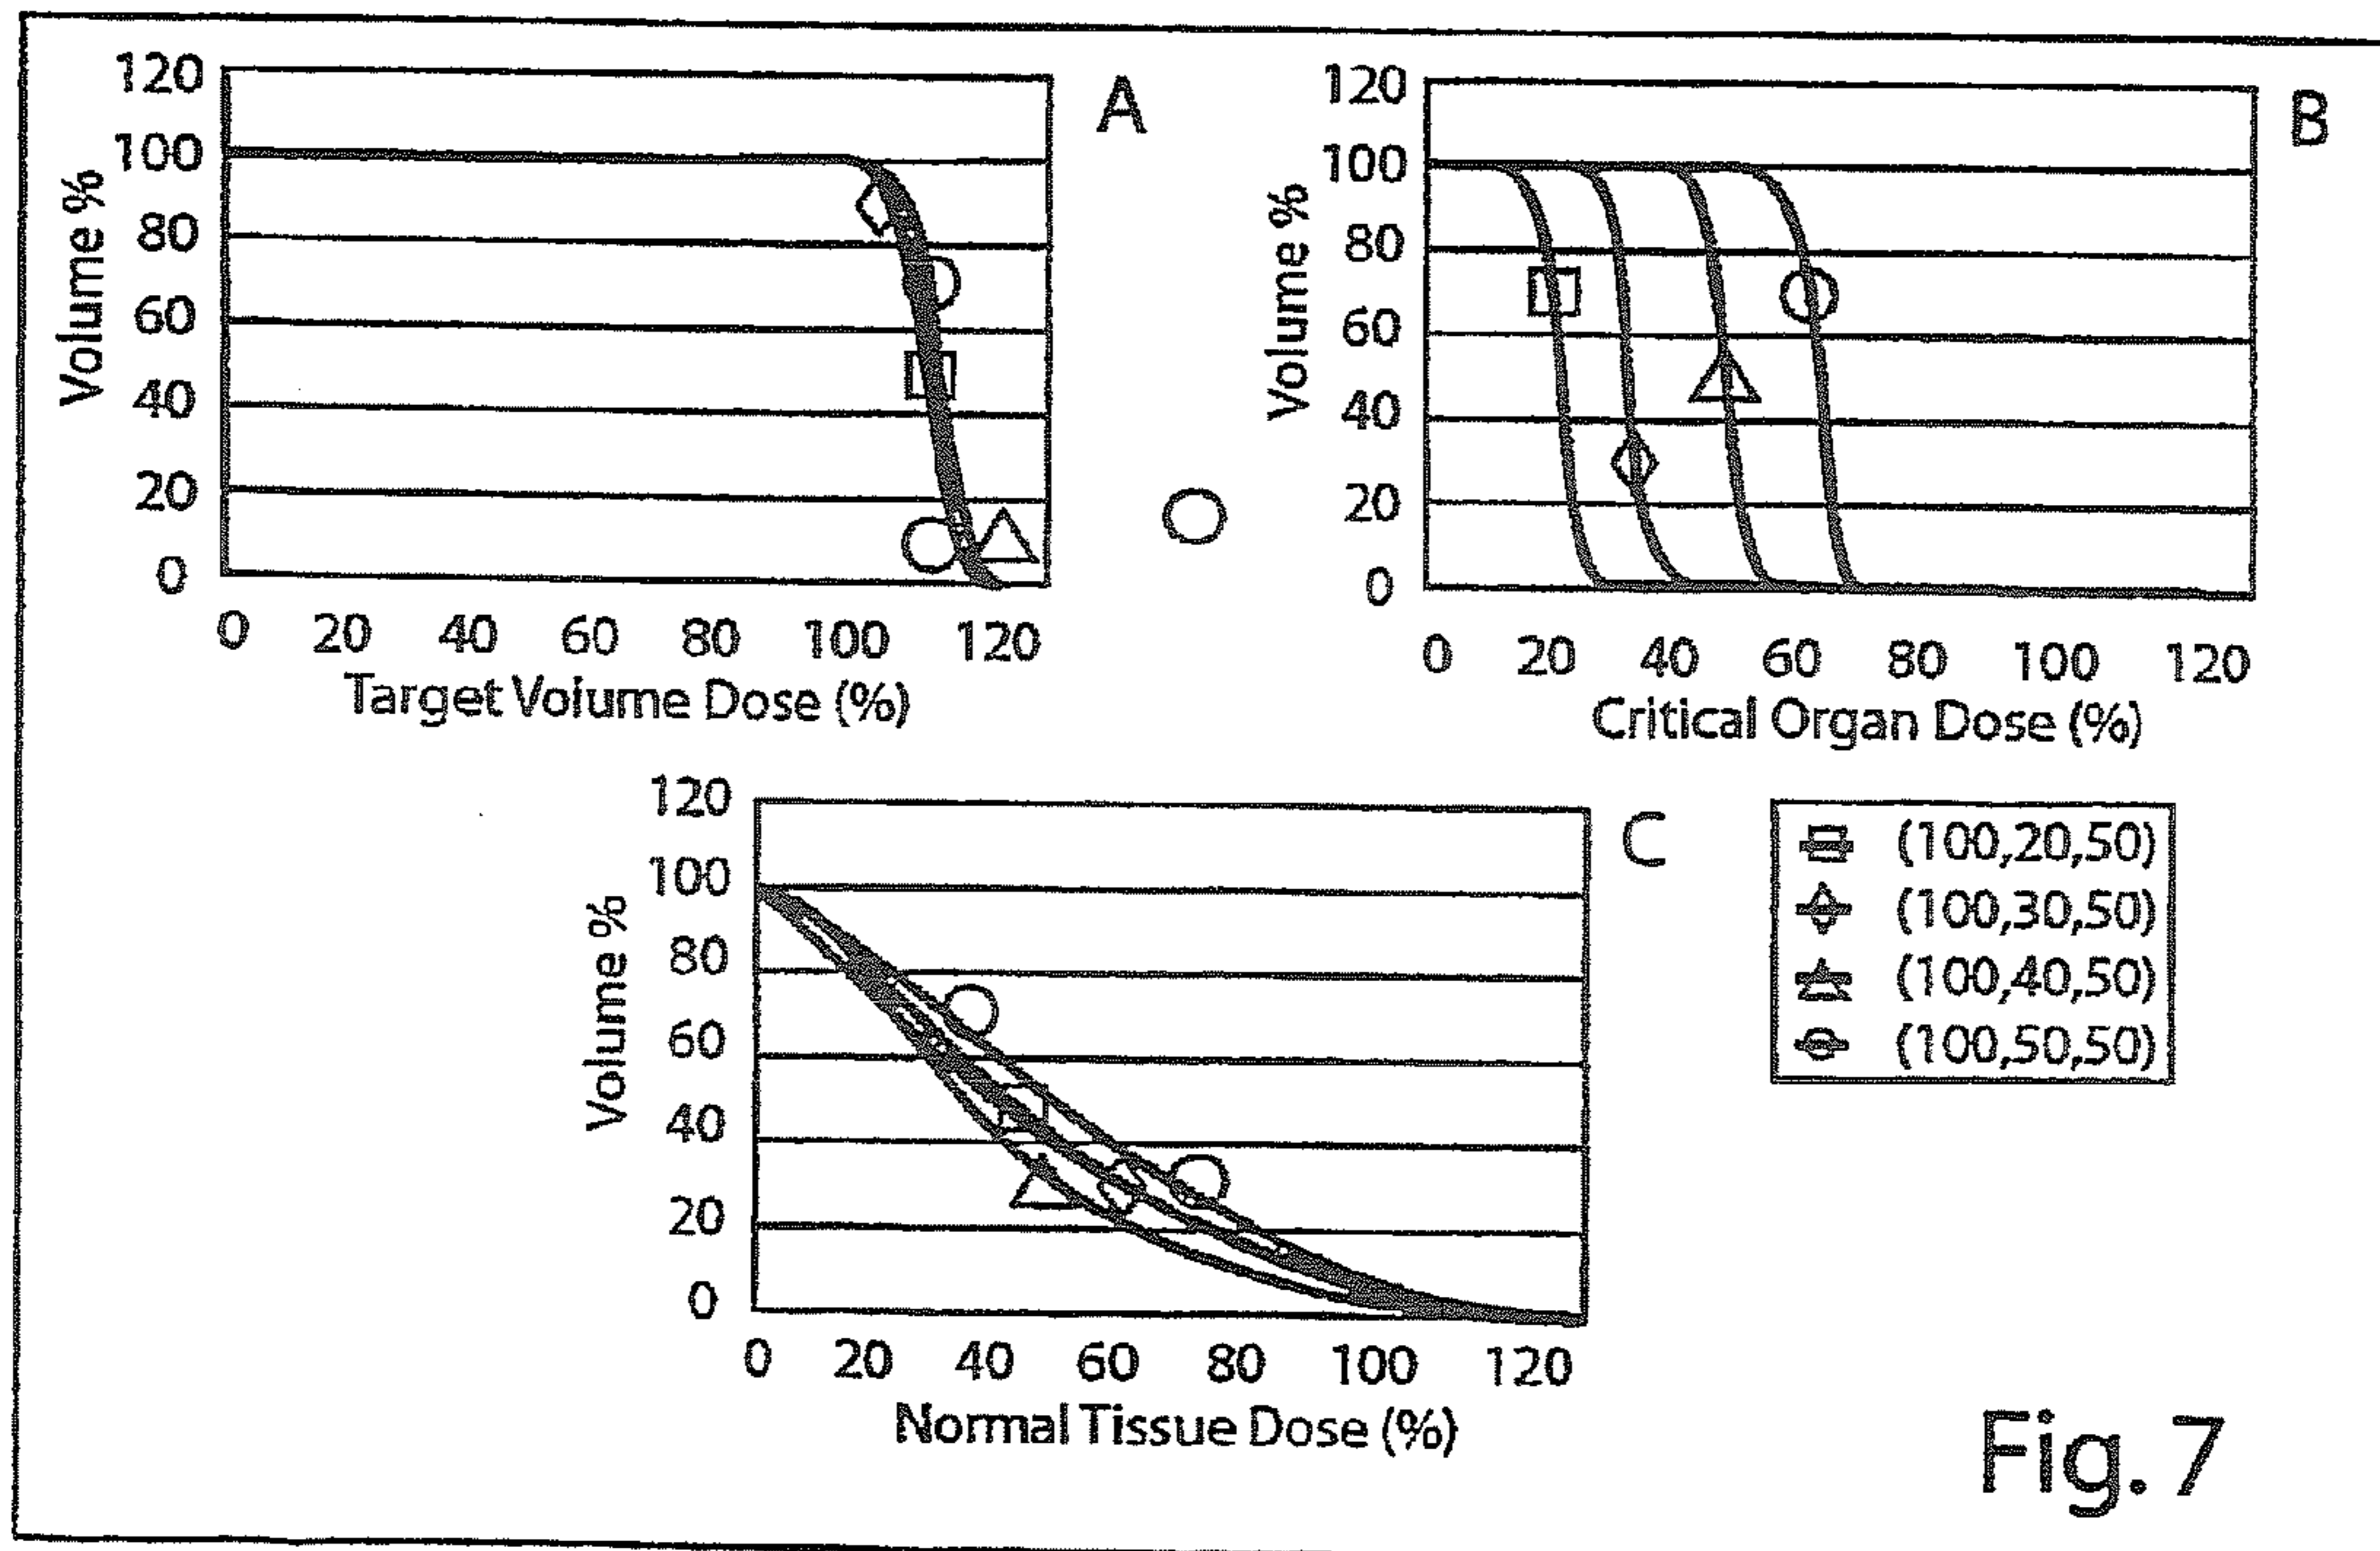 A
120
100
80
60
40
20
0
Volume %
0 20 40 60 80 100 120
Target Volume Dose (%)
B
120
100
80
60
40
20
0
Volume %
0 20 40 60 80 100 120
Critical Organ Dose (%)
C
120
100
80
60
40
20
0
Volume %
0 20 40 60 80 100 120
Normal Tissue Dose (%)
(100,20,50)
(100,30,50)
(100,40,50)
(100,50,50)
Fig. 7